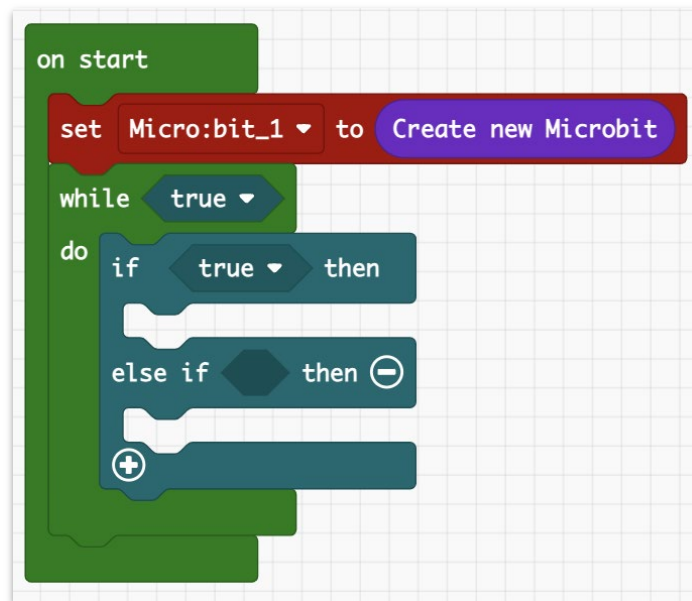 on start
set Micro:bit_1 to Create new Microbit
while true
do
if true then
else if then